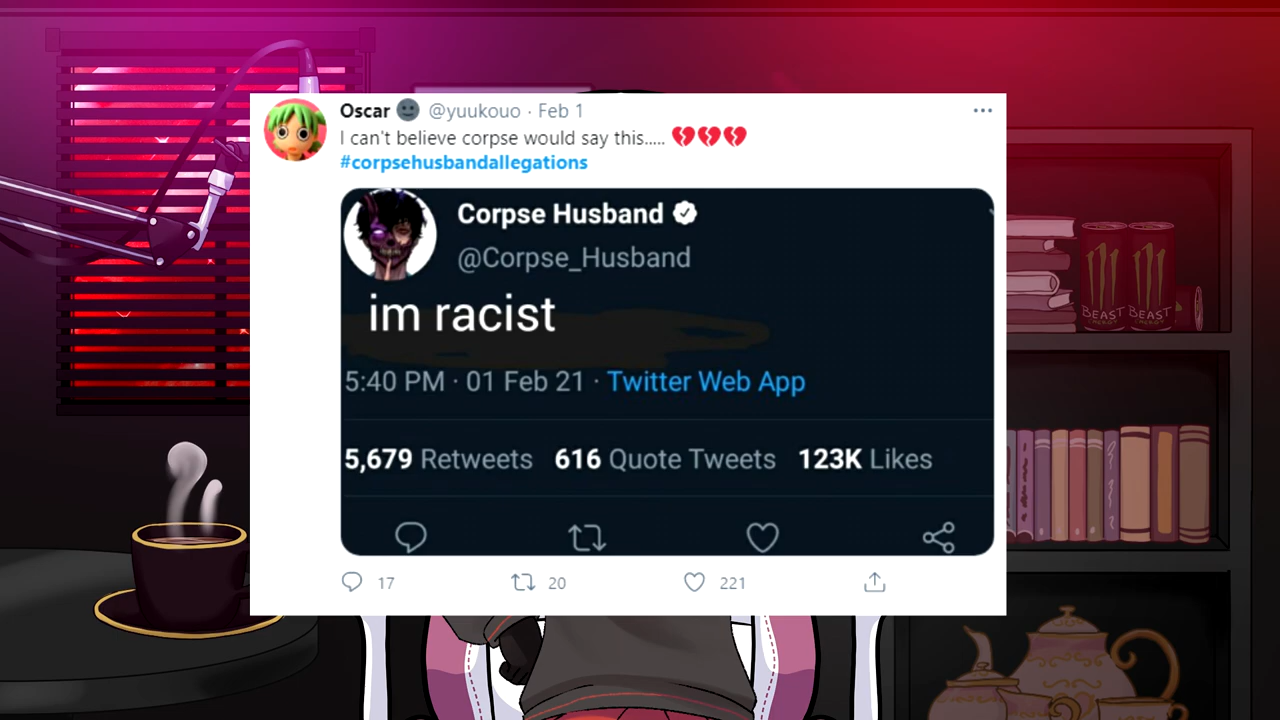 Oscar 🌚 @yuukouo · Feb 1
I can't believe corpse would say this..... 💔💔💔
#corpsehusbandallegations
Corpse Husband
@Corpse_Husband
im racist
5:40 PM · 01 Feb 21 · Twitter Web App
5,679 Retweets 616 Quote Tweets 123K Likes
17 20 221
BEAST BEAST
ENERGY ENERGY